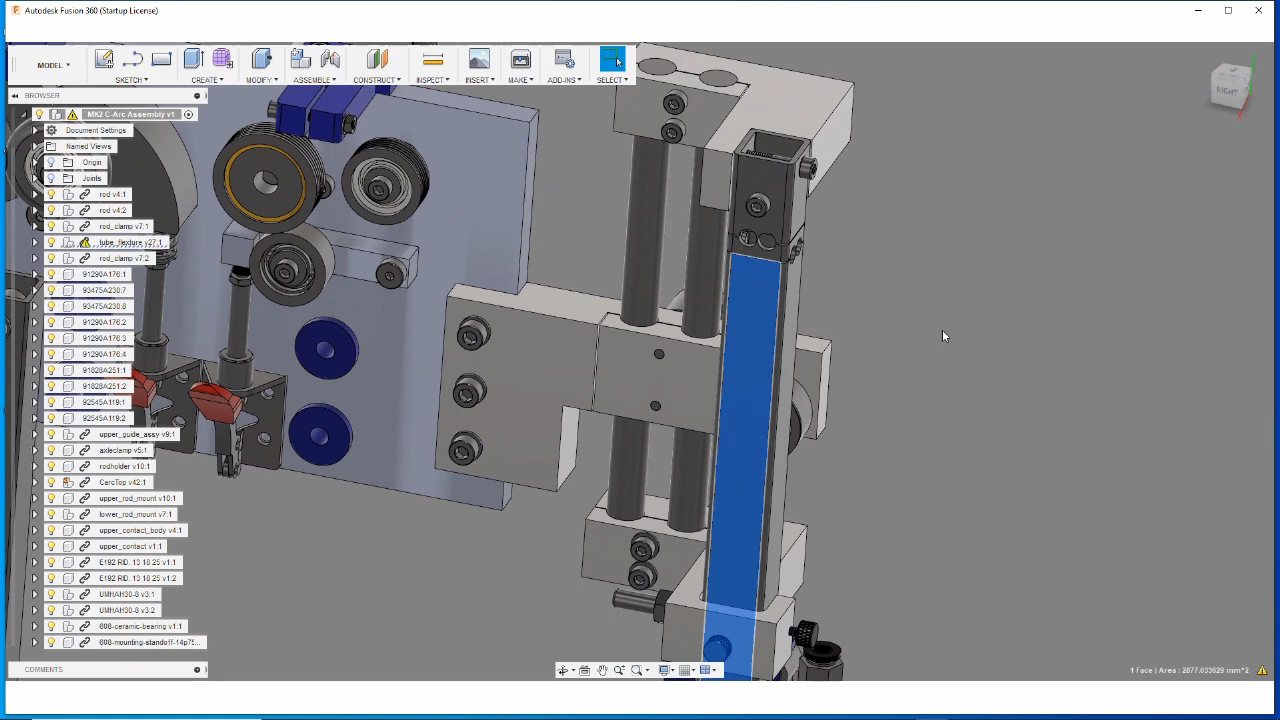 Autodesk Fusion 360 (Startup License)
MODEL
SKETCH
CREATE
MODIFY
ASSEMBLE
CONSTRUCT
INSPECT
INSERT
MAKE
ADD-INS
SELECT
BROWSER
MK2 C-Arc Assembly v1
Document Settings
Named Views
Origin
Joints
rod v4:1
rod v4:2
rod_clamp v7:1
tube_flexture v27:1
rod_clamp v7:2
91290A176:1
93475A230:7
93475A230:8
91290A176:2
91290A176:3
91290A176:4
91828A251:1
91828A251:2
92545A119:1
92545A119:2
upper_guide_assy v9:1
axleclamp v5:1
rodholder v10:1
CarcTop v42:1
upper_rod_mount v10:1
lower_rod_mount v7:1
upper_contact_body v4:1
upper_contact v1:1
E192 RID. 13 18 25 v1:1
E192 RID. 13 18 25 v1:2
UMHAH30-8 v3:1
UMHAH30-8 v3:2
608-ceramic-bearing v1:1
608-mounting-standoff-14p75...
COMMENTS
RIGHT
1 Face | Area : 2877.033629 mm^2